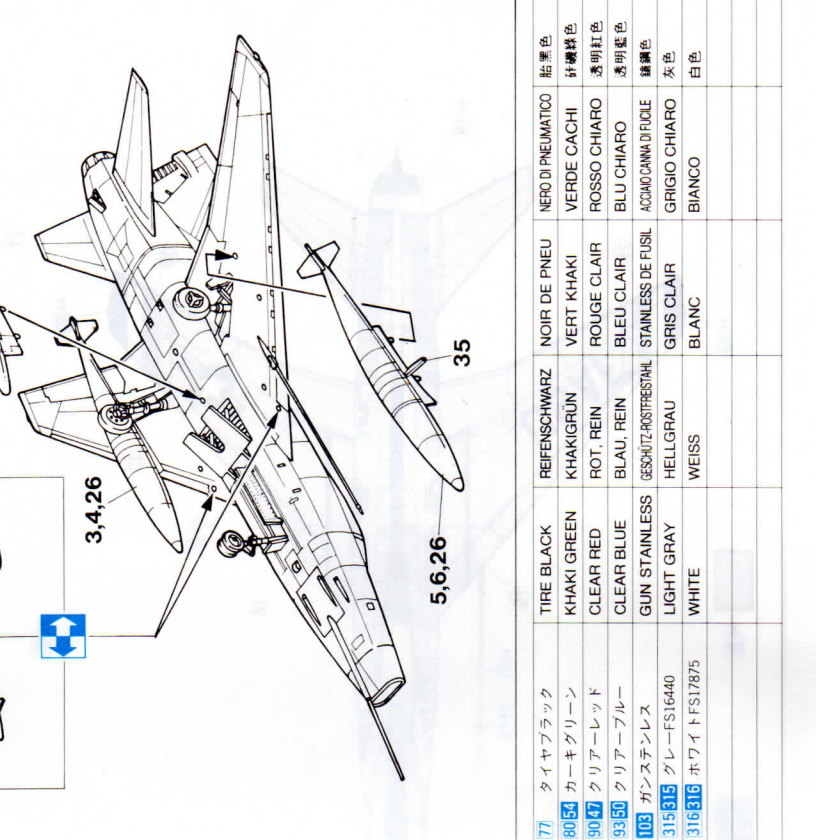 3,4,26
5,6,26
35
77 タイヤブラック TIRE BLACK REIFENSCHWARZ NOIR DE PNEU NERO DI PNEUMATICO 胎黑色
80 54 カーキグリーン KHAKI GREEN KHAKIGRÜN VERT KHAKI VERDE CACHI
90 47 クリアーレッド CLEAR RED ROT, REIN ROUGE CLAIR ROSSO CHIARO 透明紅色
93 50 クリアーブルー CLEAR BLUE BLAU, REIN BLEU CLAIR BLU CHIARO 透明藍色
103 ガンステンレス GUN STAINLESS GESCHÜTZ-ROSTFREISTAHL STAINLESS DE FUSIL ACCIAIO CANNA DI FUCILE
315 315 グレーFS16440 LIGHT GRAY HELLGRAU GRIS CLAIR GRIGIO CHIARO 灰色
316 316 ホワイトFS17875 WHITE WEISS BLANC BIANCO 白色